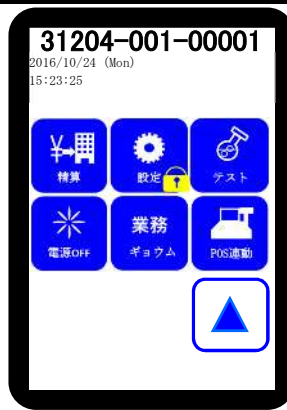 31204-001-00001
2016/10/24 (Mon)
15:23:25
精算
設定
テスト
電源OFF
業務
ギョウム
POS連動